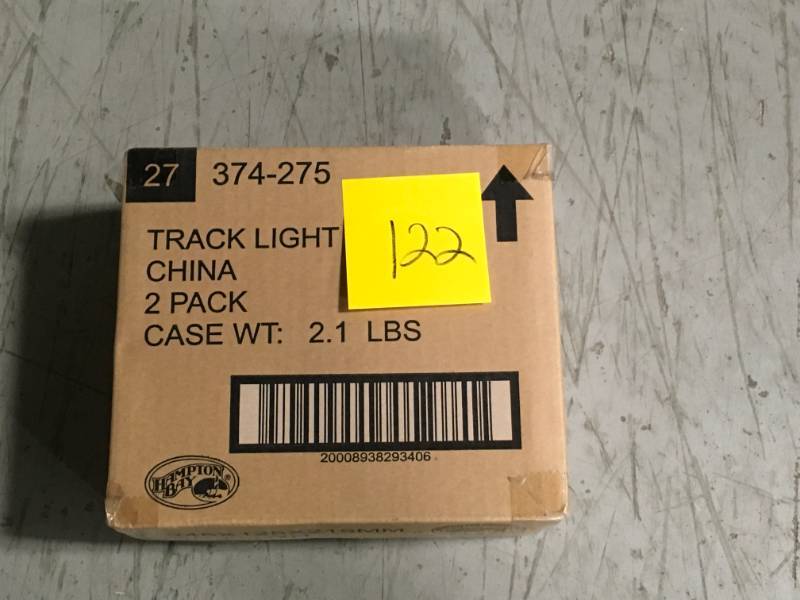 27 374-275
TRACK LIGHT
122
CHINA
2 PACK
CASE WT: 2.1 LBS
20008938293406
HAMPTON
BAY